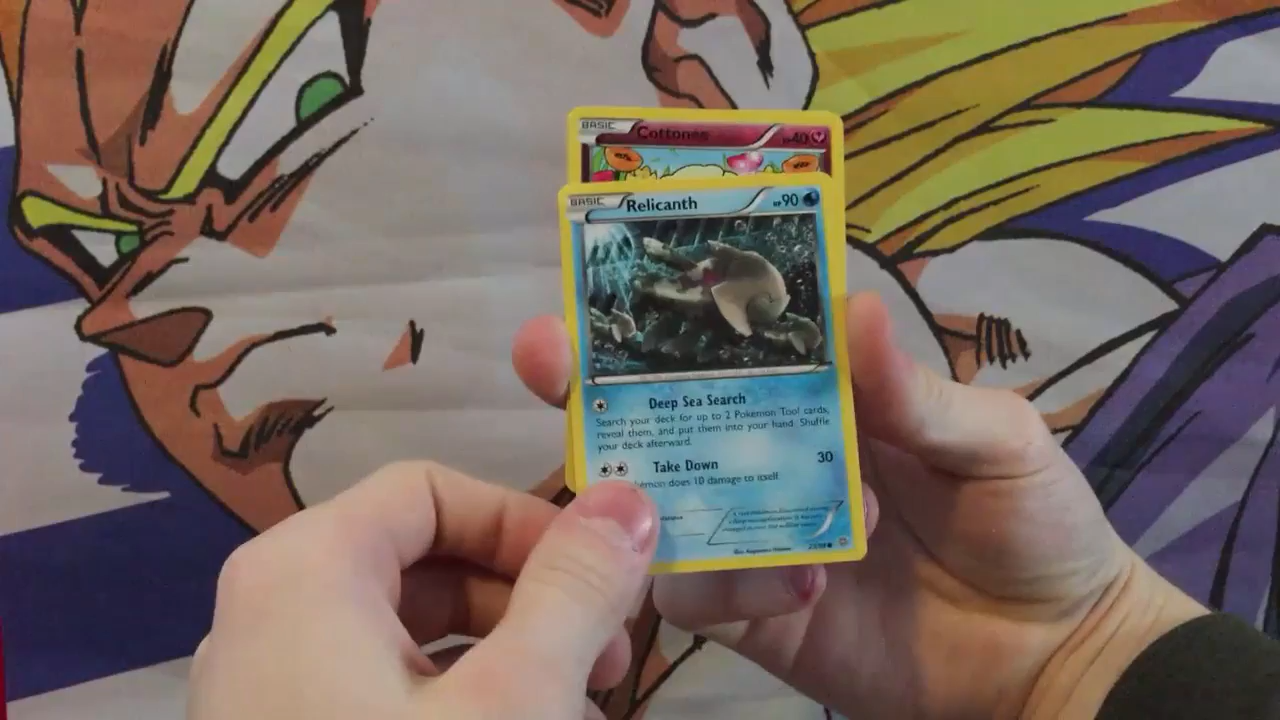 BASIC Cottonee HP40
BASIC Relicanth HP90
Deep Sea Search
Search your deck for up to 2 Pokémon Tool cards,
reveal them, and put them into your hand. Shuffle
your deck afterward.
Take Down 30
émon does 10 damage to itself.